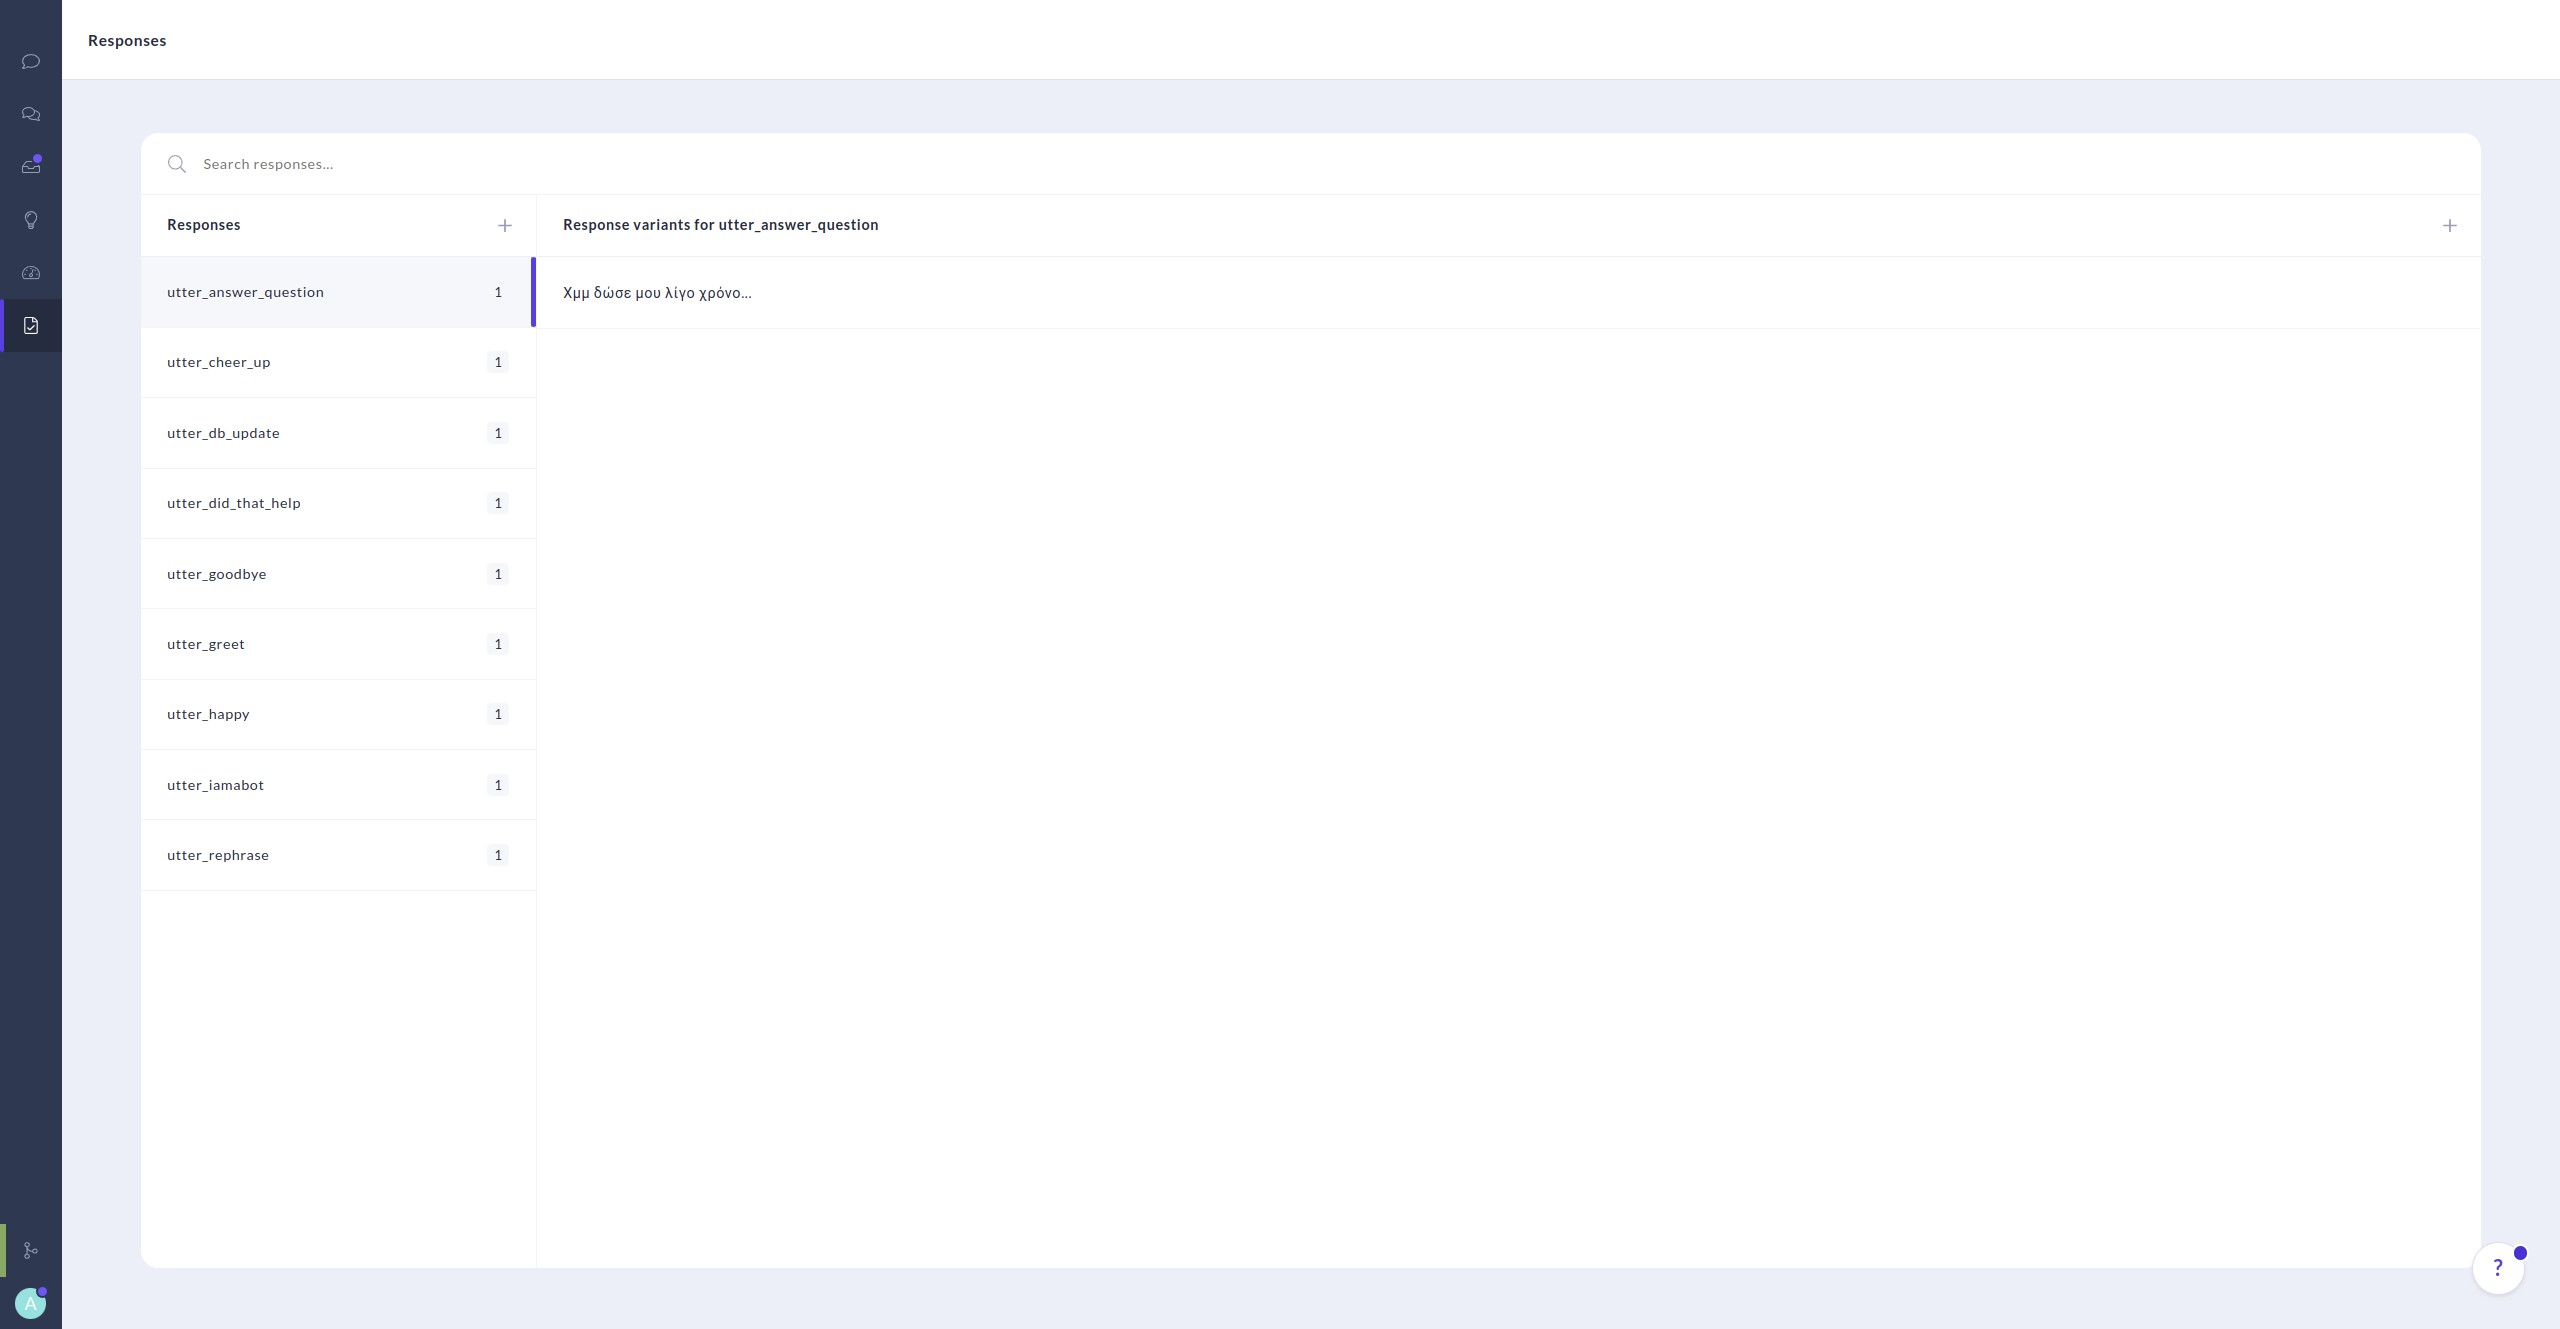 Responses
Search responses...
Responses
Response variants for utter_answer_question
utter_answer_question 1
Χμμ δώσε μου λίγο χρόνο...
utter_cheer_up 1
utter_db_update 1
utter_did_that_help 1
utter_goodbye 1
utter_greet 1
utter_happy 1
utter_iamabot 1
utter_rephrase 1
?
A